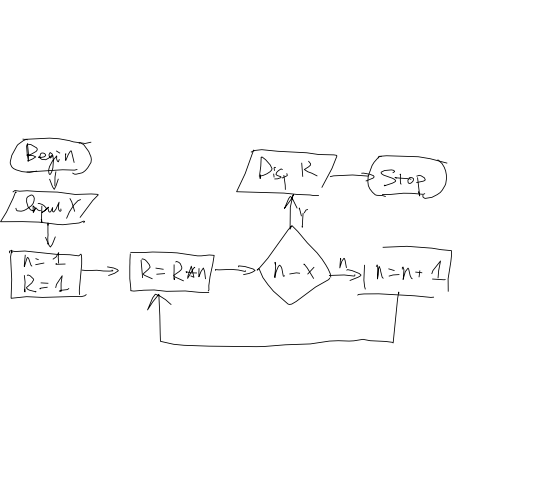 Begin
Input X
n = 1
R = 1
R = R*n
n - x
Y
Disp R
Stop
n
n = n + 1